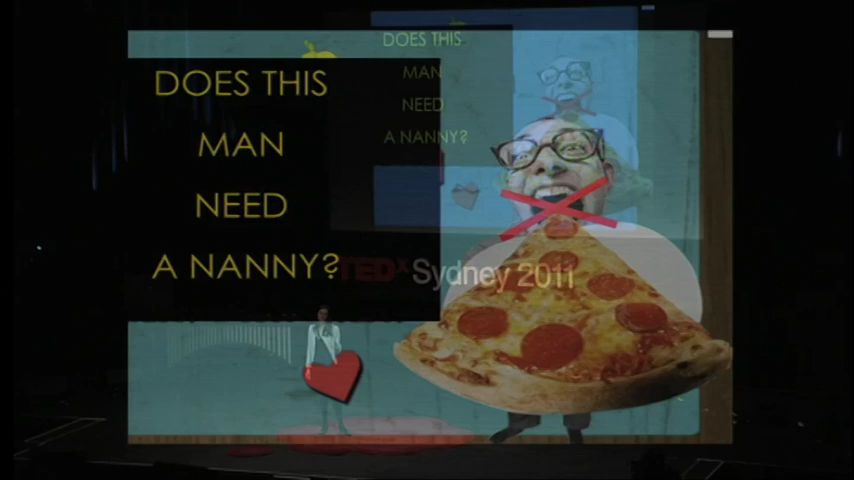 DOES THIS
MAN
NEED
A NANNY?
DOES THIS
MAN
NEED
A NANNY?
TEDx Sydney 2011